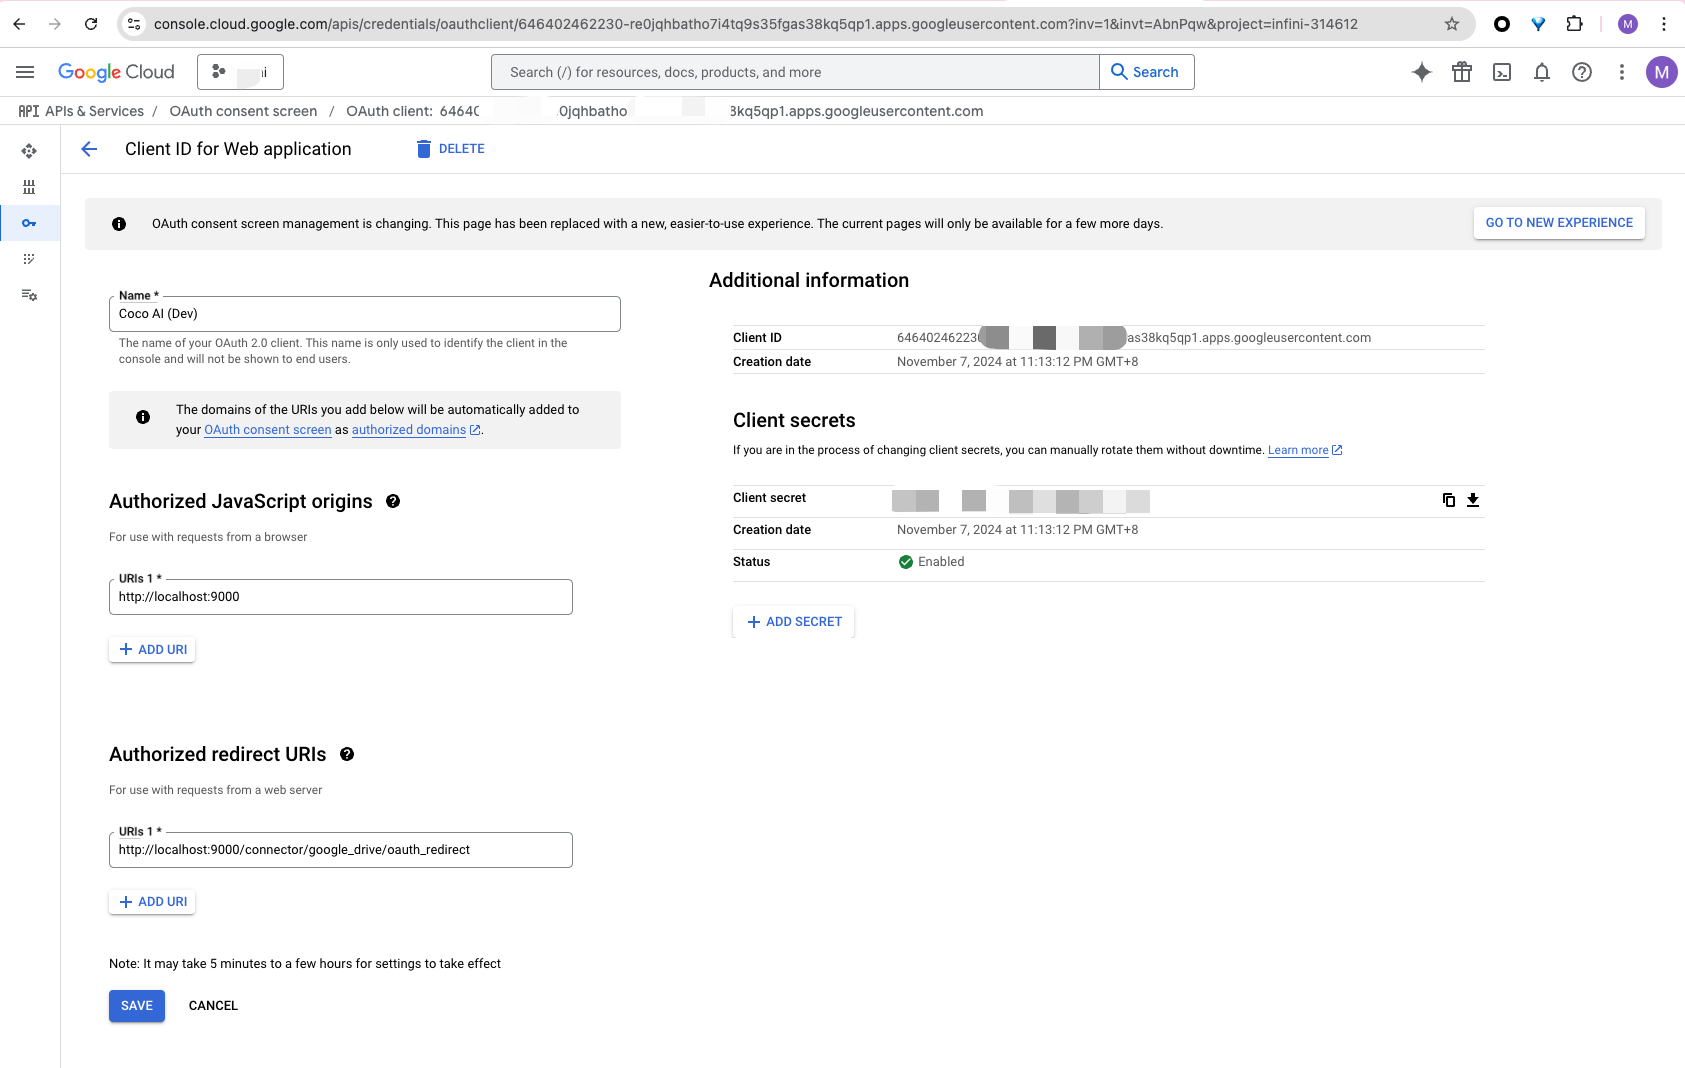 console.cloud.google.com/apis/credentials/oauthclient/646402462230-re0jqhbatho7i4tq9s35fgas38kq5qp1.apps.googleusercontent.com?inv=1&invt=AbnPqw&project=infini-314612
M
Google Cloud
Search (/) for resources, docs, products, and more
Search
M
API APIs & Services / OAuth consent screen / OAuth client: 6464 0jqhbatho 8kq5qp1.apps.googleusercontent.com
Client ID for Web application
DELETE
OAuth consent screen management is changing. This page has been replaced with a new, easier-to-use experience. The current pages will only be available for a few more days.
GO TO NEW EXPERIENCE
Name *
Coco AI (Dev)
The name of your OAuth 2.0 client. This name is only used to identify the client in the
console and will not be shown to end users.
The domains of the URIs you add below will be automatically added to
your OAuth consent screen as authorized domains.
Authorized JavaScript origins
For use with requests from a browser
URIs 1 *
http://localhost:9000
+ ADD URI
Authorized redirect URIs
For use with requests from a web server
URIs 1 *
http://localhost:9000/connector/google_drive/oauth_redirect
+ ADD URI
Note: It may take 5 minutes to a few hours for settings to take effect
SAVE
CANCEL
Additional information
Client ID 64640246223 as38kq5qp1.apps.googleusercontent.com
Creation date November 7, 2024 at 11:13:12 PM GMT+8
Client secrets
If you are in the process of changing client secrets, you can manually rotate them without downtime. Learn more
Client secret
Creation date November 7, 2024 at 11:13:12 PM GMT+8
Status Enabled
+ ADD SECRET